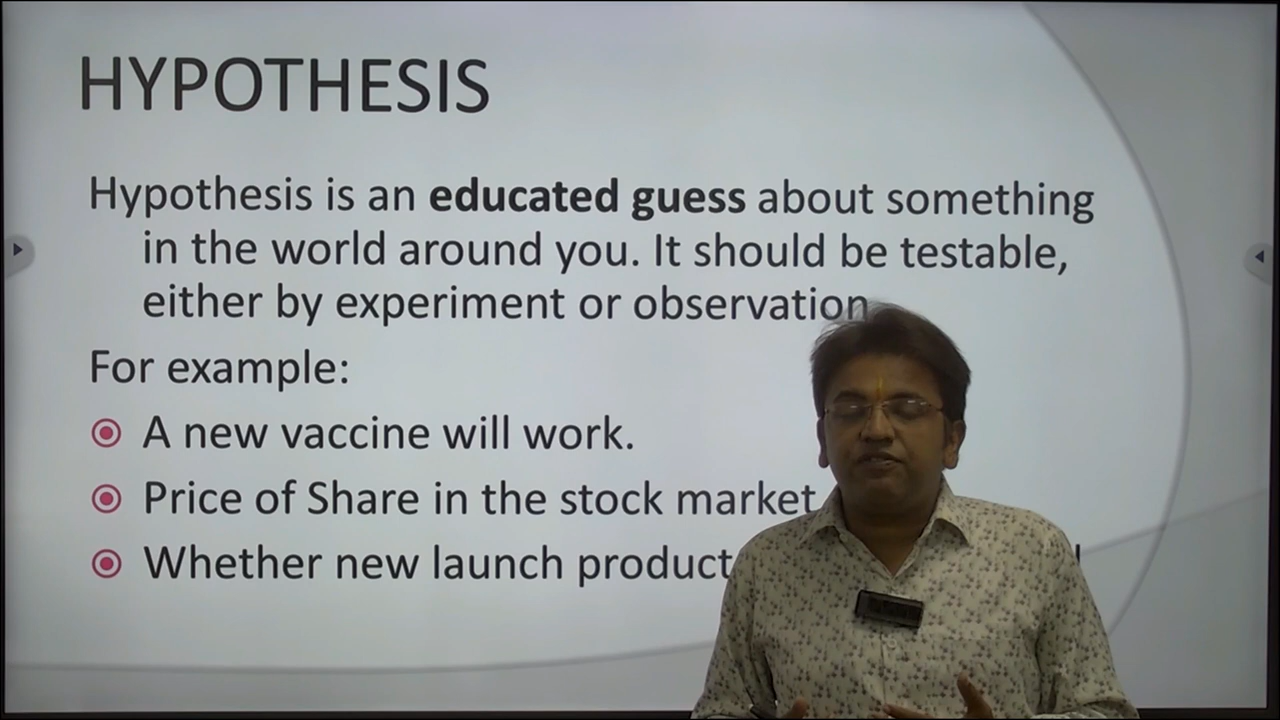 HYPOTHESIS
Hypothesis is an educated guess about something
in the world around you. It should be testable,
either by experiment or observation
For example:
A new vaccine will work.
Price of Share in the stock market
Whether new launch product